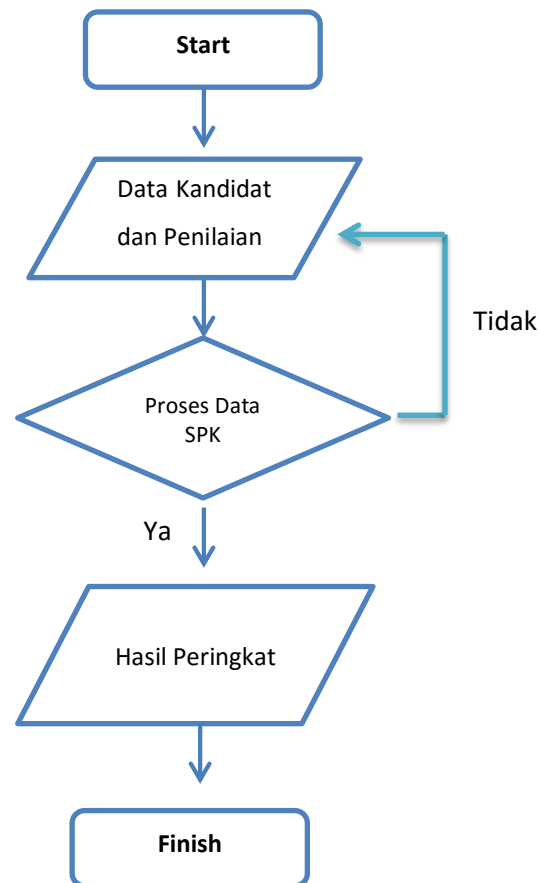 Start
Data Kandidat
dan Penilaian
Tidak
Proses Data
SPK
Ya
Hasil Peringkat
Finish